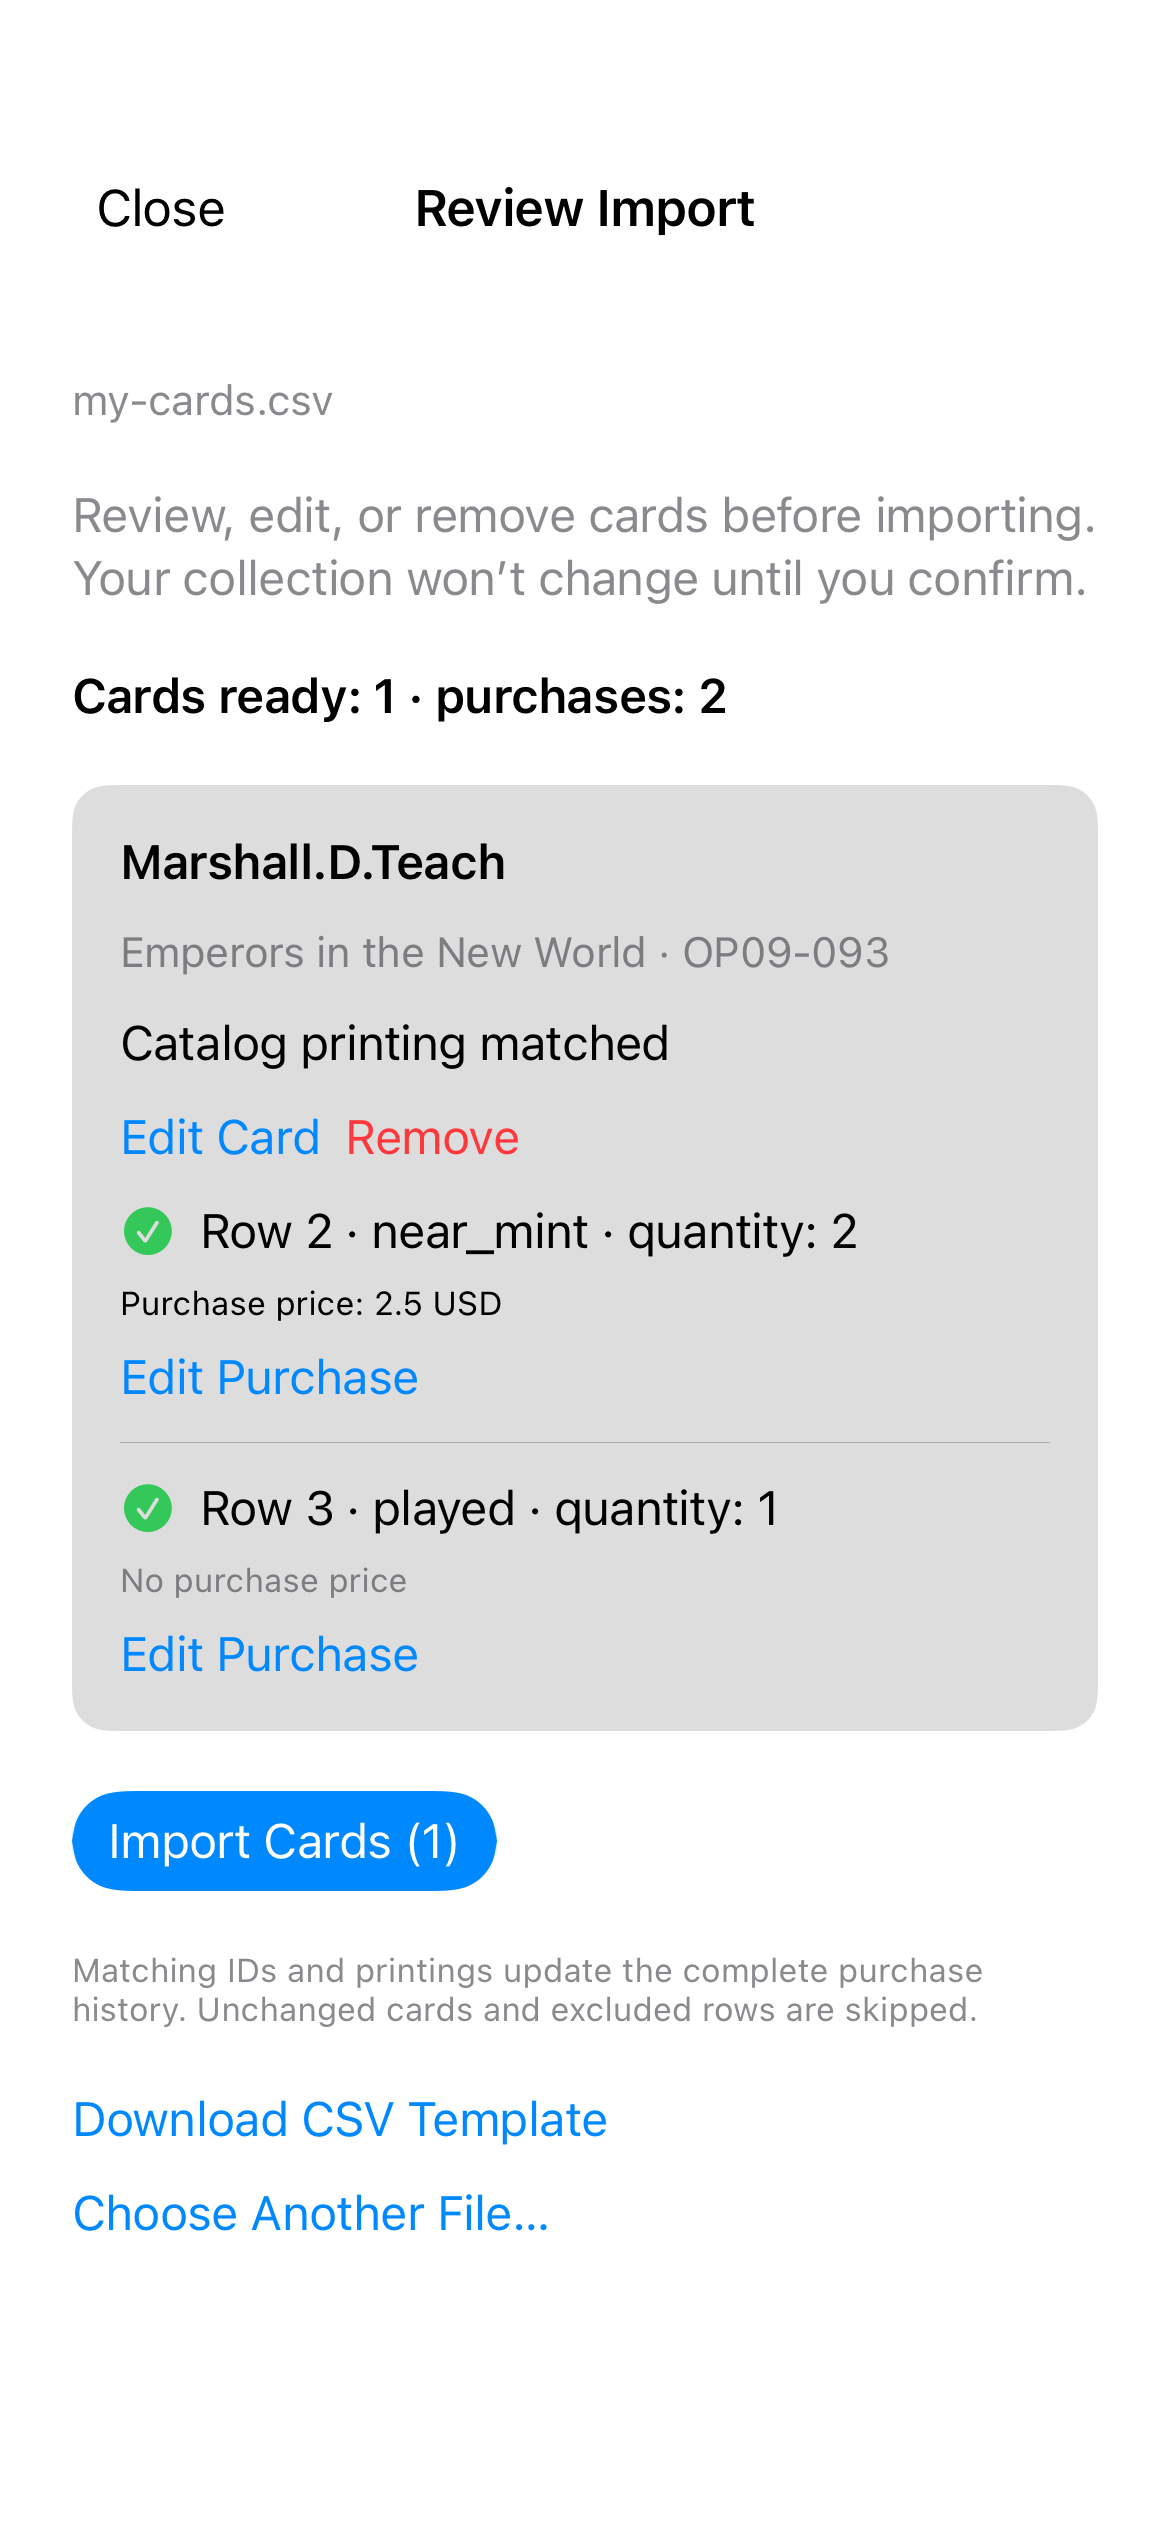 Close
Review Import
my-cards.csv
Review, edit, or remove cards before importing.
Your collection won’t change until you confirm.
Cards ready: 1 · purchases: 2
Marshall.D.Teach
Emperors in the New World · OP09-093
Catalog printing matched
Edit Card Remove
Row 2 · near_mint · quantity: 2
Purchase price: 2.5 USD
Edit Purchase
Row 3 · played · quantity: 1
No purchase price
Edit Purchase
Import Cards (1)
Matching IDs and printings update the complete purchase
history. Unchanged cards and excluded rows are skipped.
Download CSV Template
Choose Another File...